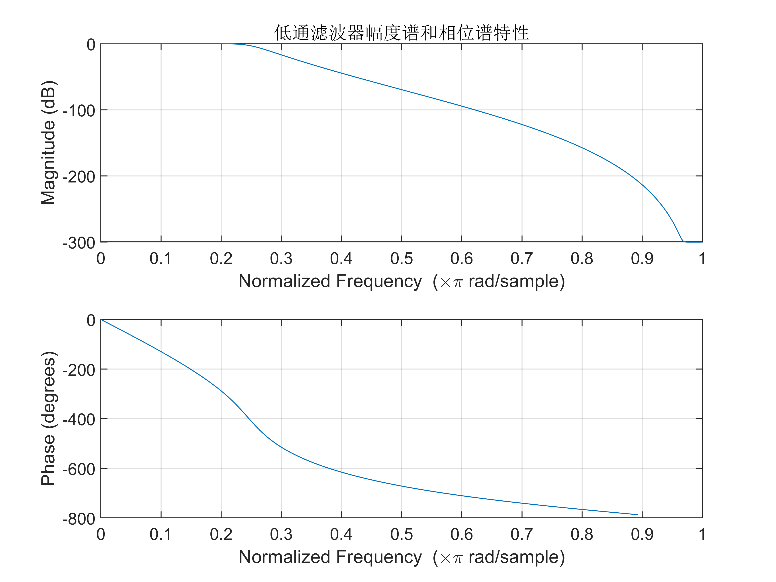 低通滤波器幅度谱和相位谱特性
0
-100
-200
-300
Magnitude (dB)
0 0.1 0.2 0.3 0.4 0.5 0.6 0.7 0.8 0.9 1
Normalized Frequency (×π rad/sample)
0
-200
-400
-600
-800
Phase (degrees)
0 0.1 0.2 0.3 0.4 0.5 0.6 0.7 0.8 0.9 1
Normalized Frequency (×π rad/sample)